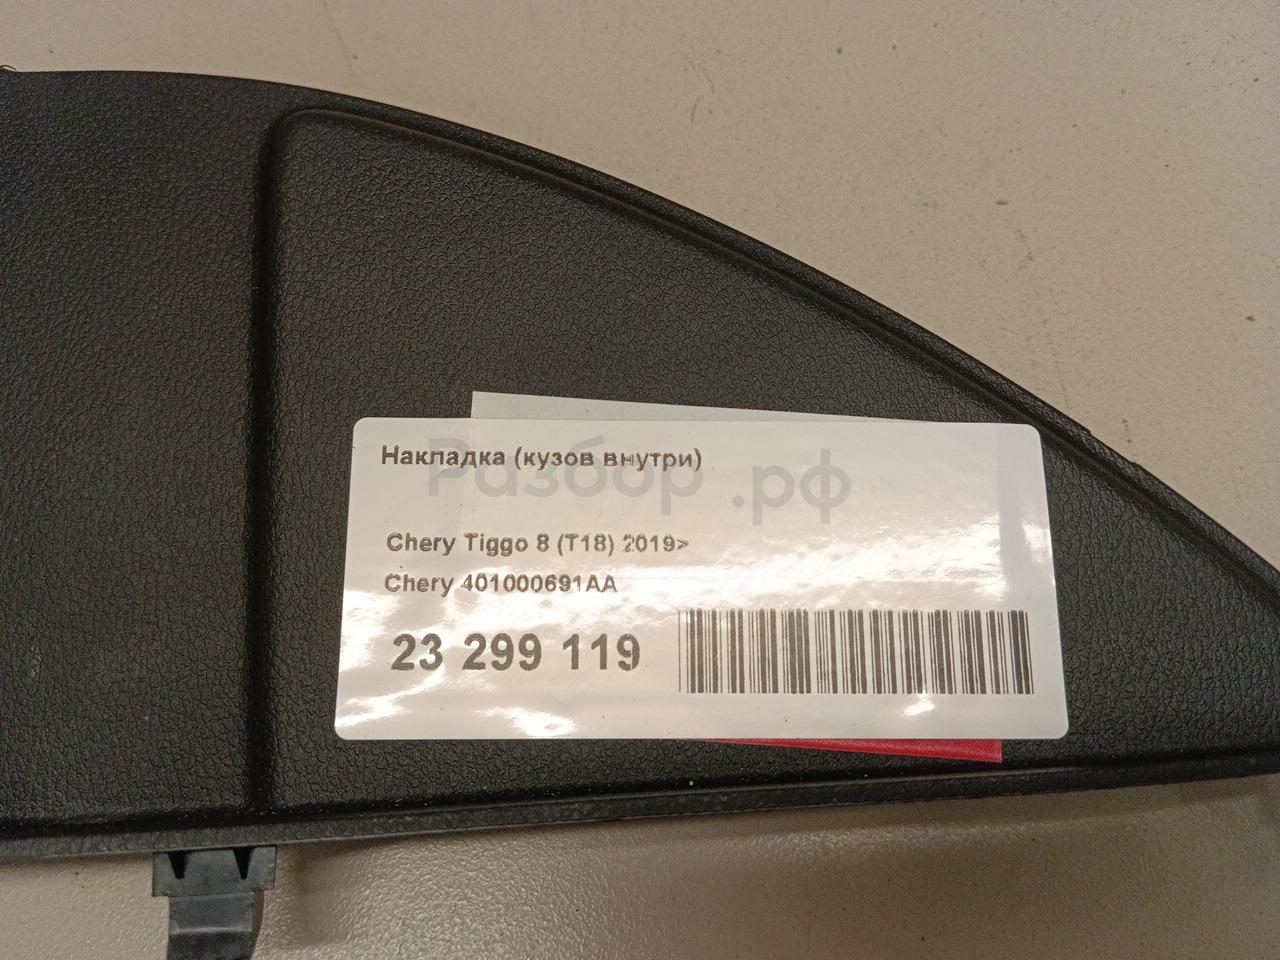 Накладка (кузов внутри)
Разбор.рф
Chery Tiggo 8 (T18) 2019>
Chery 401000691AA
23 299 119